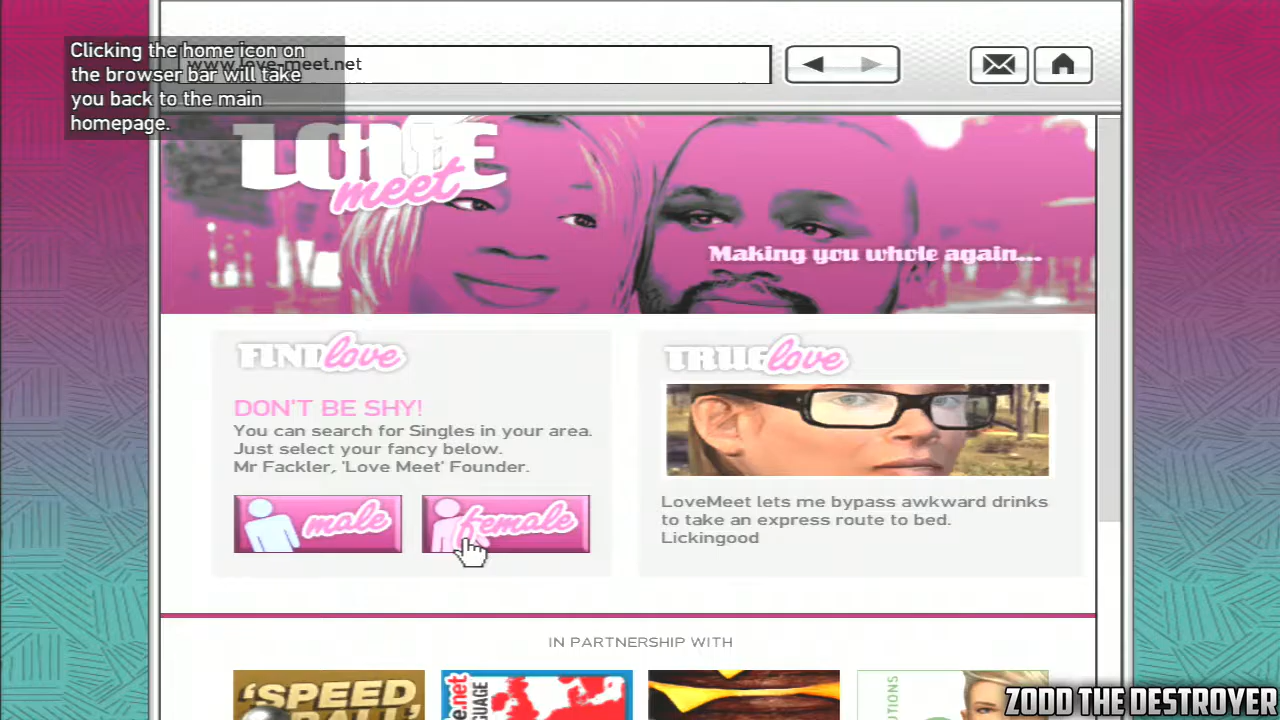 Clicking the home icon on
the browser bar will take
you back to the main
homepage.
www.love-meet.net
LOVE
meet
Making you whole again...
FIND love
DON'T BE SHY!
You can search for Singles in your area.
Just select your fancy below.
Mr Fackler, 'Love Meet' Founder.
male
female
TRUE love
LoveMeet lets me bypass awkward drinks
to take an express route to bed.
Lickingood
IN PARTNERSHIP WITH
'SPEED
BALL'
ZODD THE DESTROYER